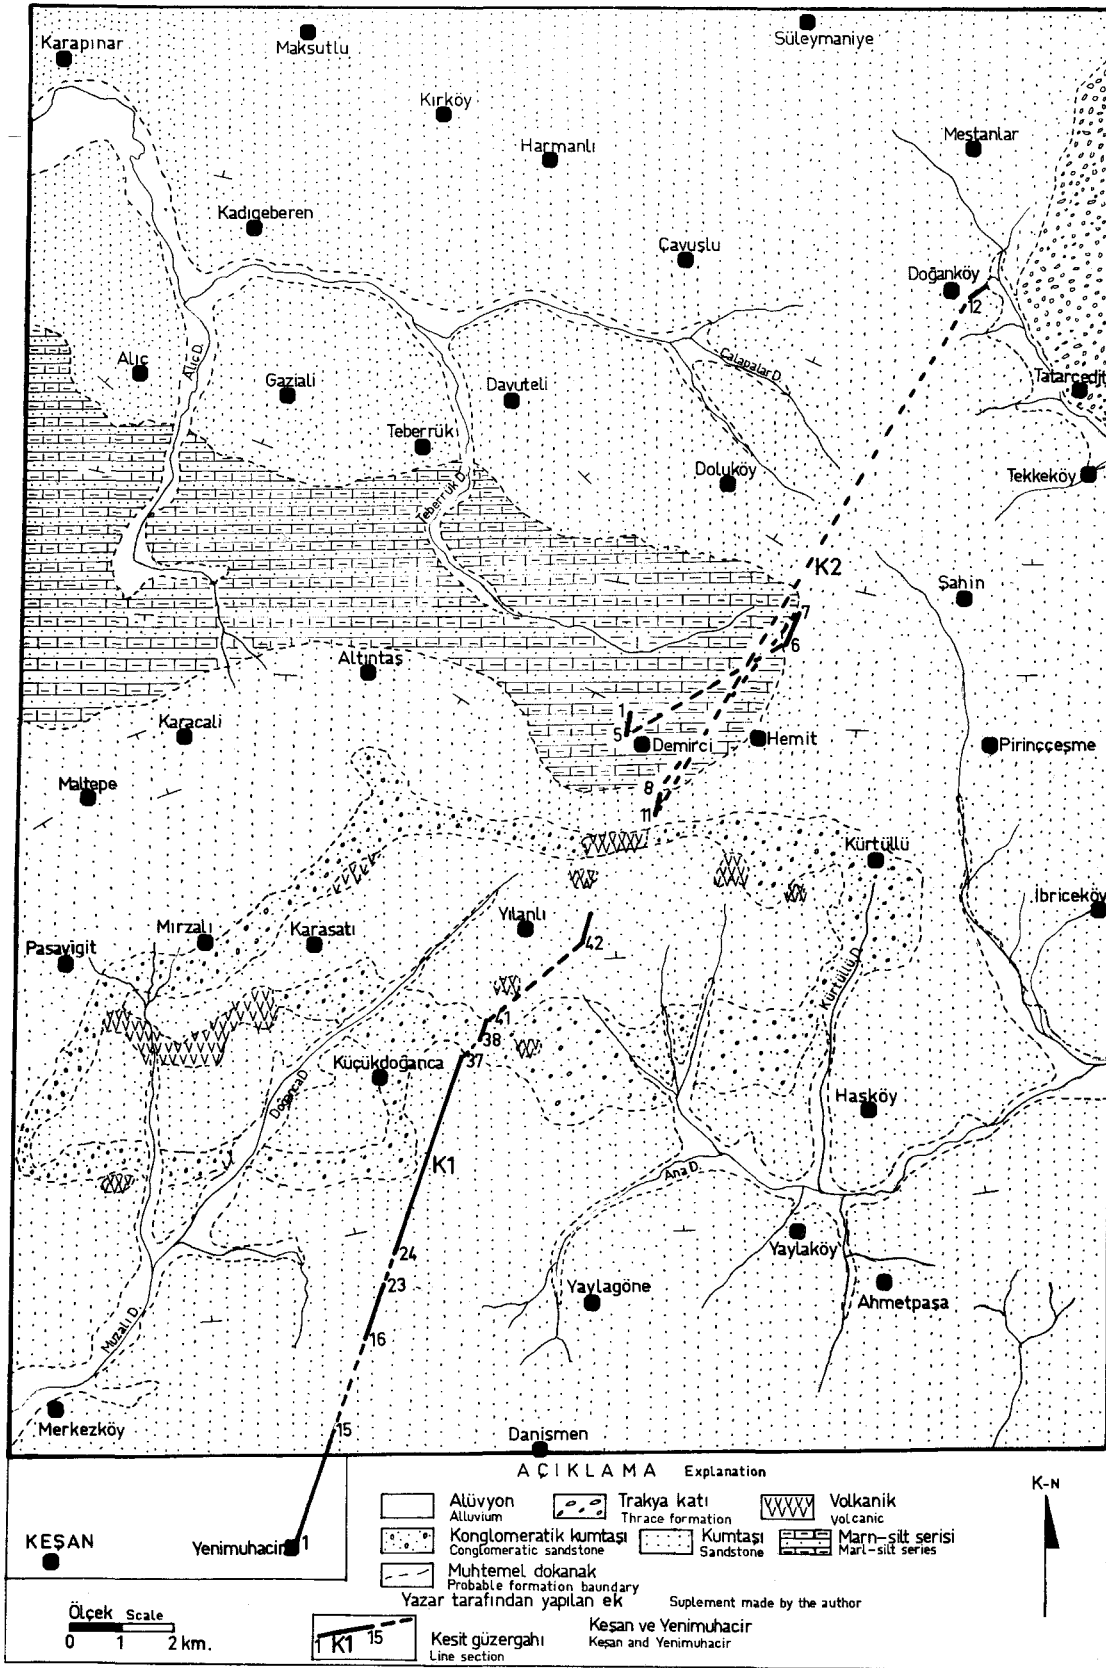 Karapınar
Maksutlu
Süleymaniye
Kırköy
Harmanlı
Mestanlar
Kadıgeberen
Çavuşlu
Doğanköy
12
Alıç
Alıç D.
Gaziali
Davuteli
Çalapalar D.
Tatarcedit
Teberrük
Doluköy
Tekkeköy
Teberrük D.
K2
Şahin
7
6
Altıntaş
1
5
Karacali
Demirci
Hemit
Pirinççeşme
Maltepe
8
11
Kürtüllü
İbriceköy
Mırzalı
Karasatı
Yılanlı
42
Pasavigit
Kürtüllü D.
41
38
37
Küçükdoğanca
Doğanca D.
Haşköy
K1
Ana D.
24
Yaylaköy
23
Yaylagöne
Ahmetpaşa
Muzalı D.
16
15
Merkezköy
Danişmen
AÇIKLAMA Explanation
K-N
Alüvyon
Alluvium
Trakya katı
Thrace formation
Volkanik
volcanic
Konglomeratik kumtaşı
Conglomeratic sandstone
Kumtaşı
Sandstone
Marn-silt serisi
Marl-silt series
KEŞAN
Yenimuhacir
1
Muhtemel dokanak
Probable formation baundary
Yazar tarafından yapılan ek Suplement made by the author
Ölçek Scale
0 1 2 km.
1 K1 15
Kesit güzergahı
Line section
Keşan ve Yenimuhacir
Keşan and Yenimuhacir